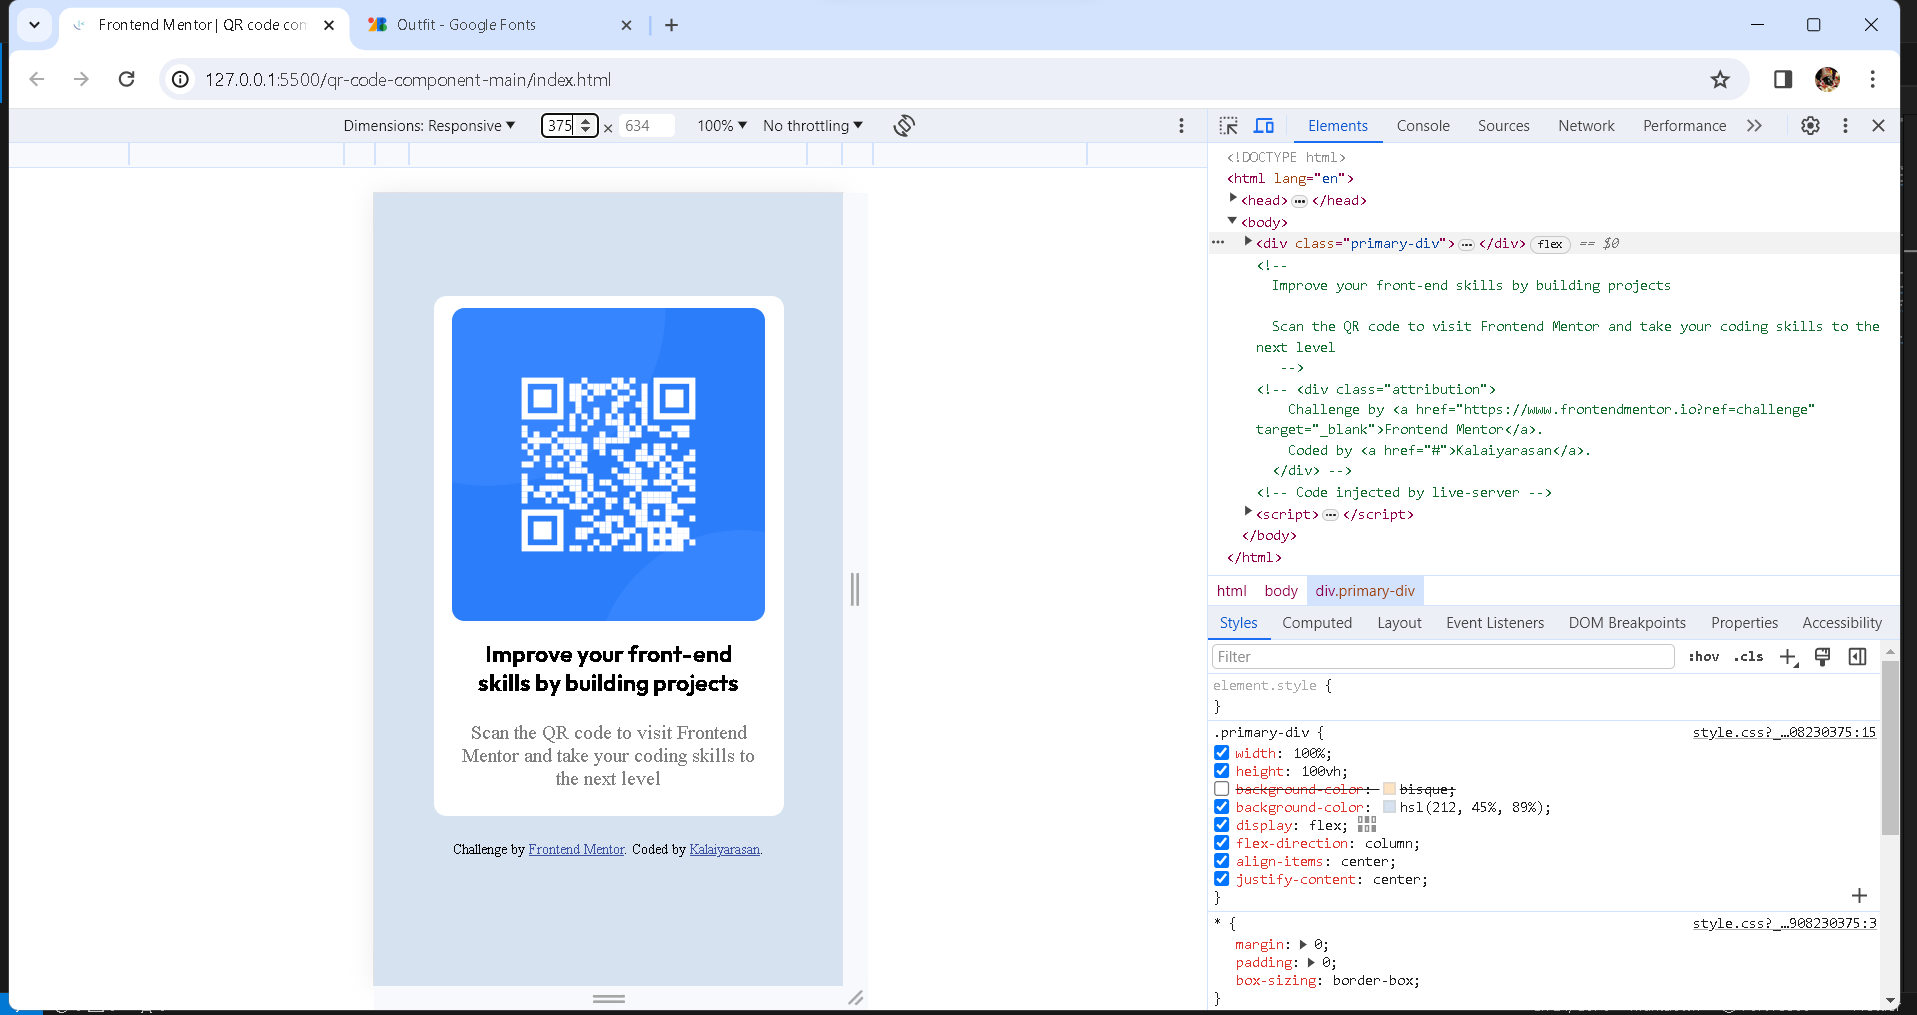 Frontend Mentor | QR code con
Outfit - Google Fonts
127.0.0.1:5500/qr-code-component-main/index.html
Dimensions: Responsive 375 × 634 100% No throttling
Elements Console Sources Network Performance
<!DOCTYPE html>
<html lang="en">
<head> ... </head>
<body>
... <div class="primary-div"> ... </div> flex == $0
<!--
Improve your front-end skills by building projects
Scan the QR code to visit Frontend Mentor and take your coding skills to the
next level
-->
<!-- <div class="attribution">
Challenge by <a href="https://www.frontendmentor.io?ref=challenge"
target="_blank">Frontend Mentor</a>.
Coded by <a href="#">Kalaiyarasan</a>.
</div> -->
<!-- Code injected by live-server -->
<script> ... </script>
</body>
</html>
html body div.primary-div
Styles Computed Layout Event Listeners DOM Breakpoints Properties Accessibility
Filter :hov .cls
element.style {
}
.primary-div { style.css?_…08230375:15
width: 100%;
height: 100vh;
background-color: bisque;
background-color: hsl(212, 45%, 89%);
display: flex;
flex-direction: column;
align-items: center;
justify-content: center;
}
* { style.css?_…908230375:3
margin: 0;
padding: 0;
box-sizing: border-box;
}
Improve your front-end
skills by building projects
Scan the QR code to visit Frontend
Mentor and take your coding skills to
the next level
Challenge by Frontend Mentor. Coded by Kalaiyarasan.